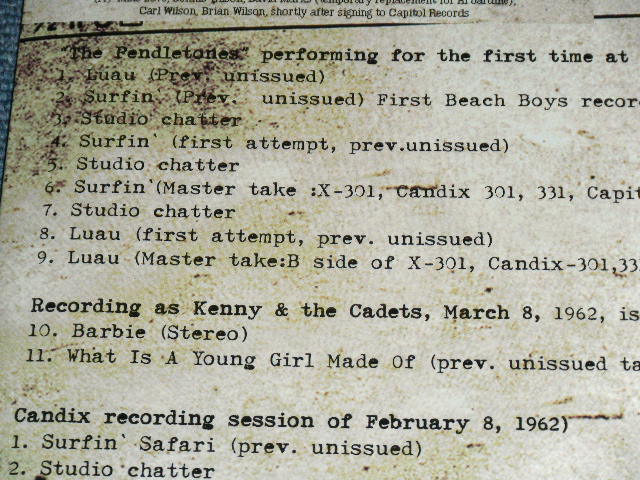 (temporary replacement for Al Jardine),
Carl Wilson, Brian Wilson, shortly after signing to Capitol Records
"The Pendletones" performing for the first time at
1. Luau (Prev. unissued)
2. Surfin (Prev. unissued) First Beach Boys recor
3. Studio chatter
4. Surfin` (first attempt, prev.unissued)
5. Studio chatter
6. Surfin`(Master take :X-301, Candix 301, 331, Capit
7. Studio chatter
8. Luau (first attempt, prev. unissued)
9. Luau (Master take:B side of X-301, Candix-301,33
Recording as Kenny & the Cadets, March 8, 1962, is
10. Barbie (Stereo)
11. What Is A Young Girl Made Of (prev. unissued ta
Candix recording session of February 8, 1962)
1. Surfin` Safari (prev. unissued)
2. Studio chatter